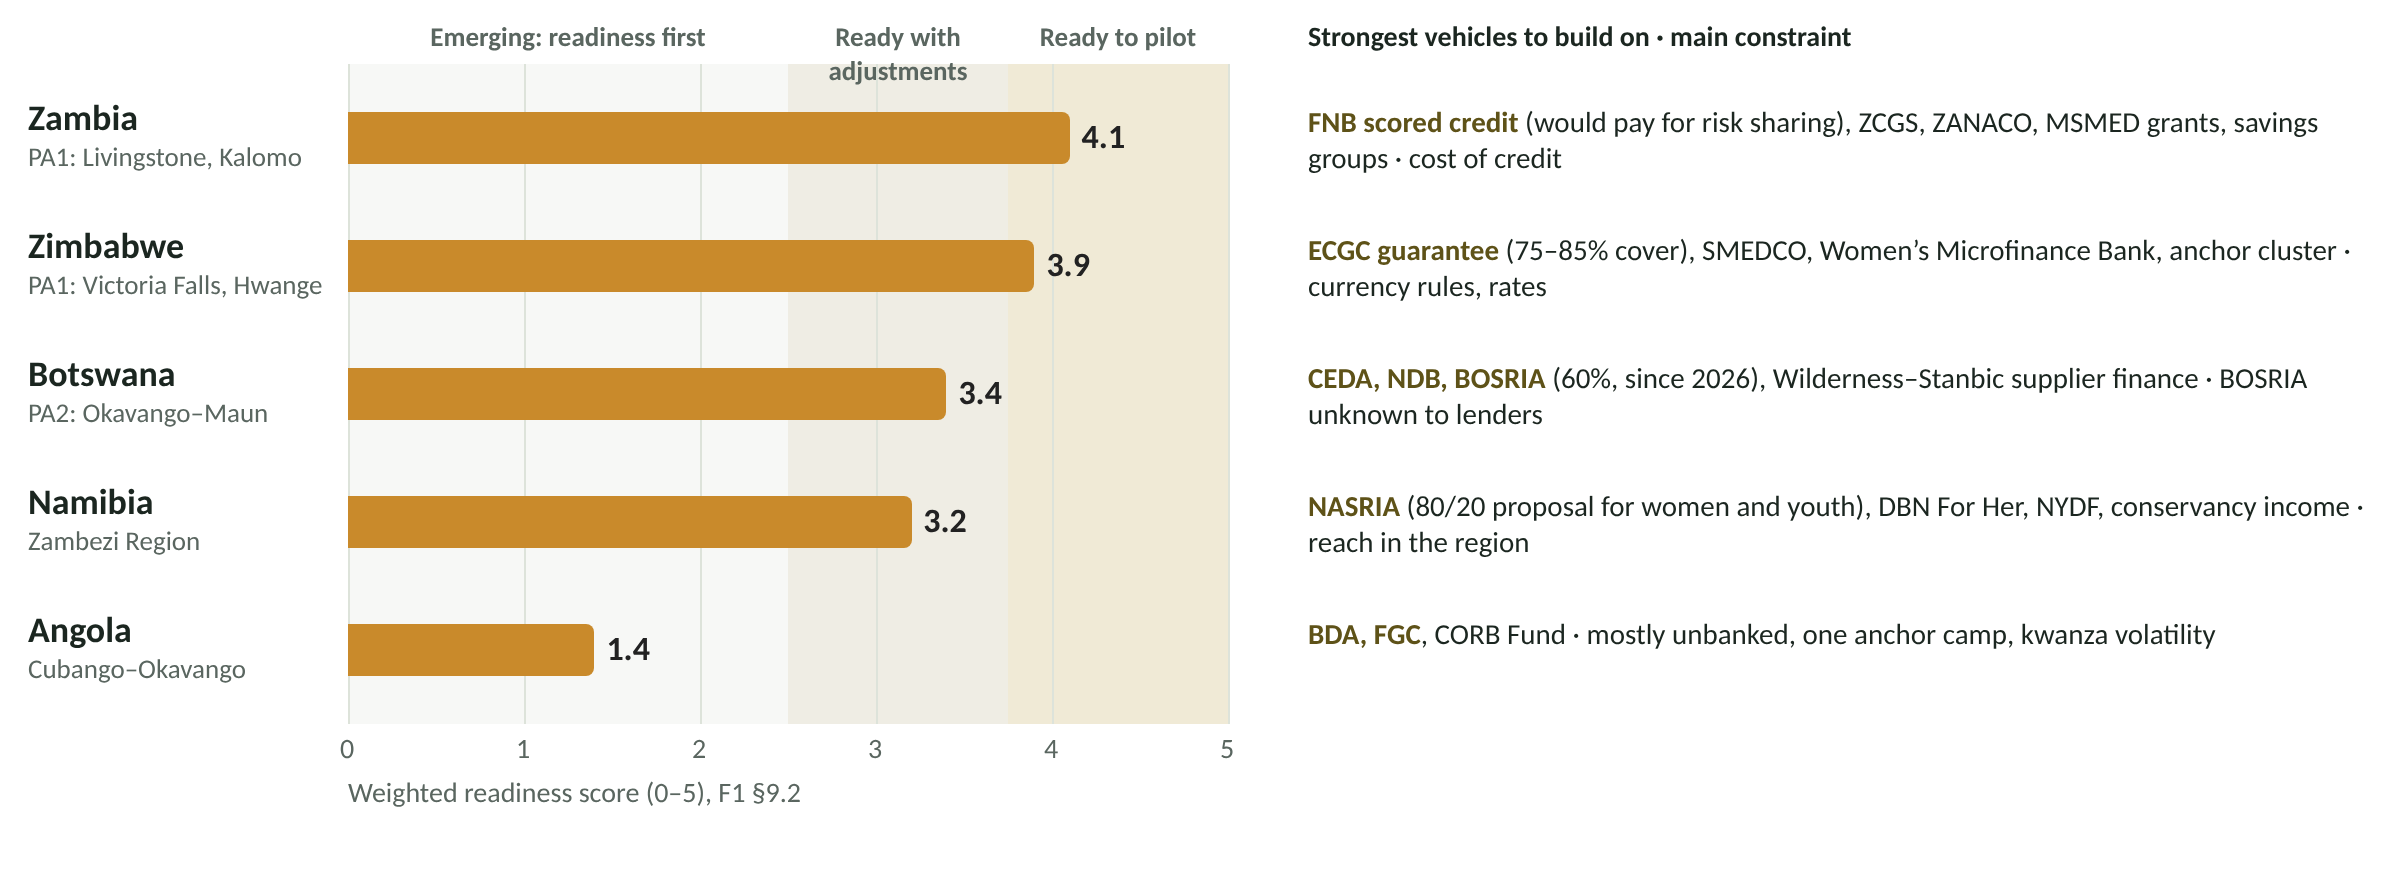 Emerging: readiness first
Ready with
adjustments
Ready to pilot
Strongest vehicles to build on · main constraint
Zambia
PA1: Livingstone, Kalomo
4.1
FNB scored credit (would pay for risk sharing), ZCGS, ZANACO, MSMED grants, savings
groups · cost of credit
Zimbabwe
PA1: Victoria Falls, Hwange
3.9
ECGC guarantee (75–85% cover), SMEDCO, Women’s Microfinance Bank, anchor cluster ·
currency rules, rates
Botswana
PA2: Okavango–Maun
3.4
CEDA, NDB, BOSRIA (60%, since 2026), Wilderness–Stanbic supplier finance · BOSRIA
unknown to lenders
Namibia
Zambezi Region
3.2
NASRIA (80/20 proposal for women and youth), DBN For Her, NYDF, conservancy income ·
reach in the region
Angola
Cubango–Okavango
1.4
BDA, FGC, CORB Fund · mostly unbanked, one anchor camp, kwanza volatility
0 1 2 3 4 5
Weighted readiness score (0–5), F1 §9.2